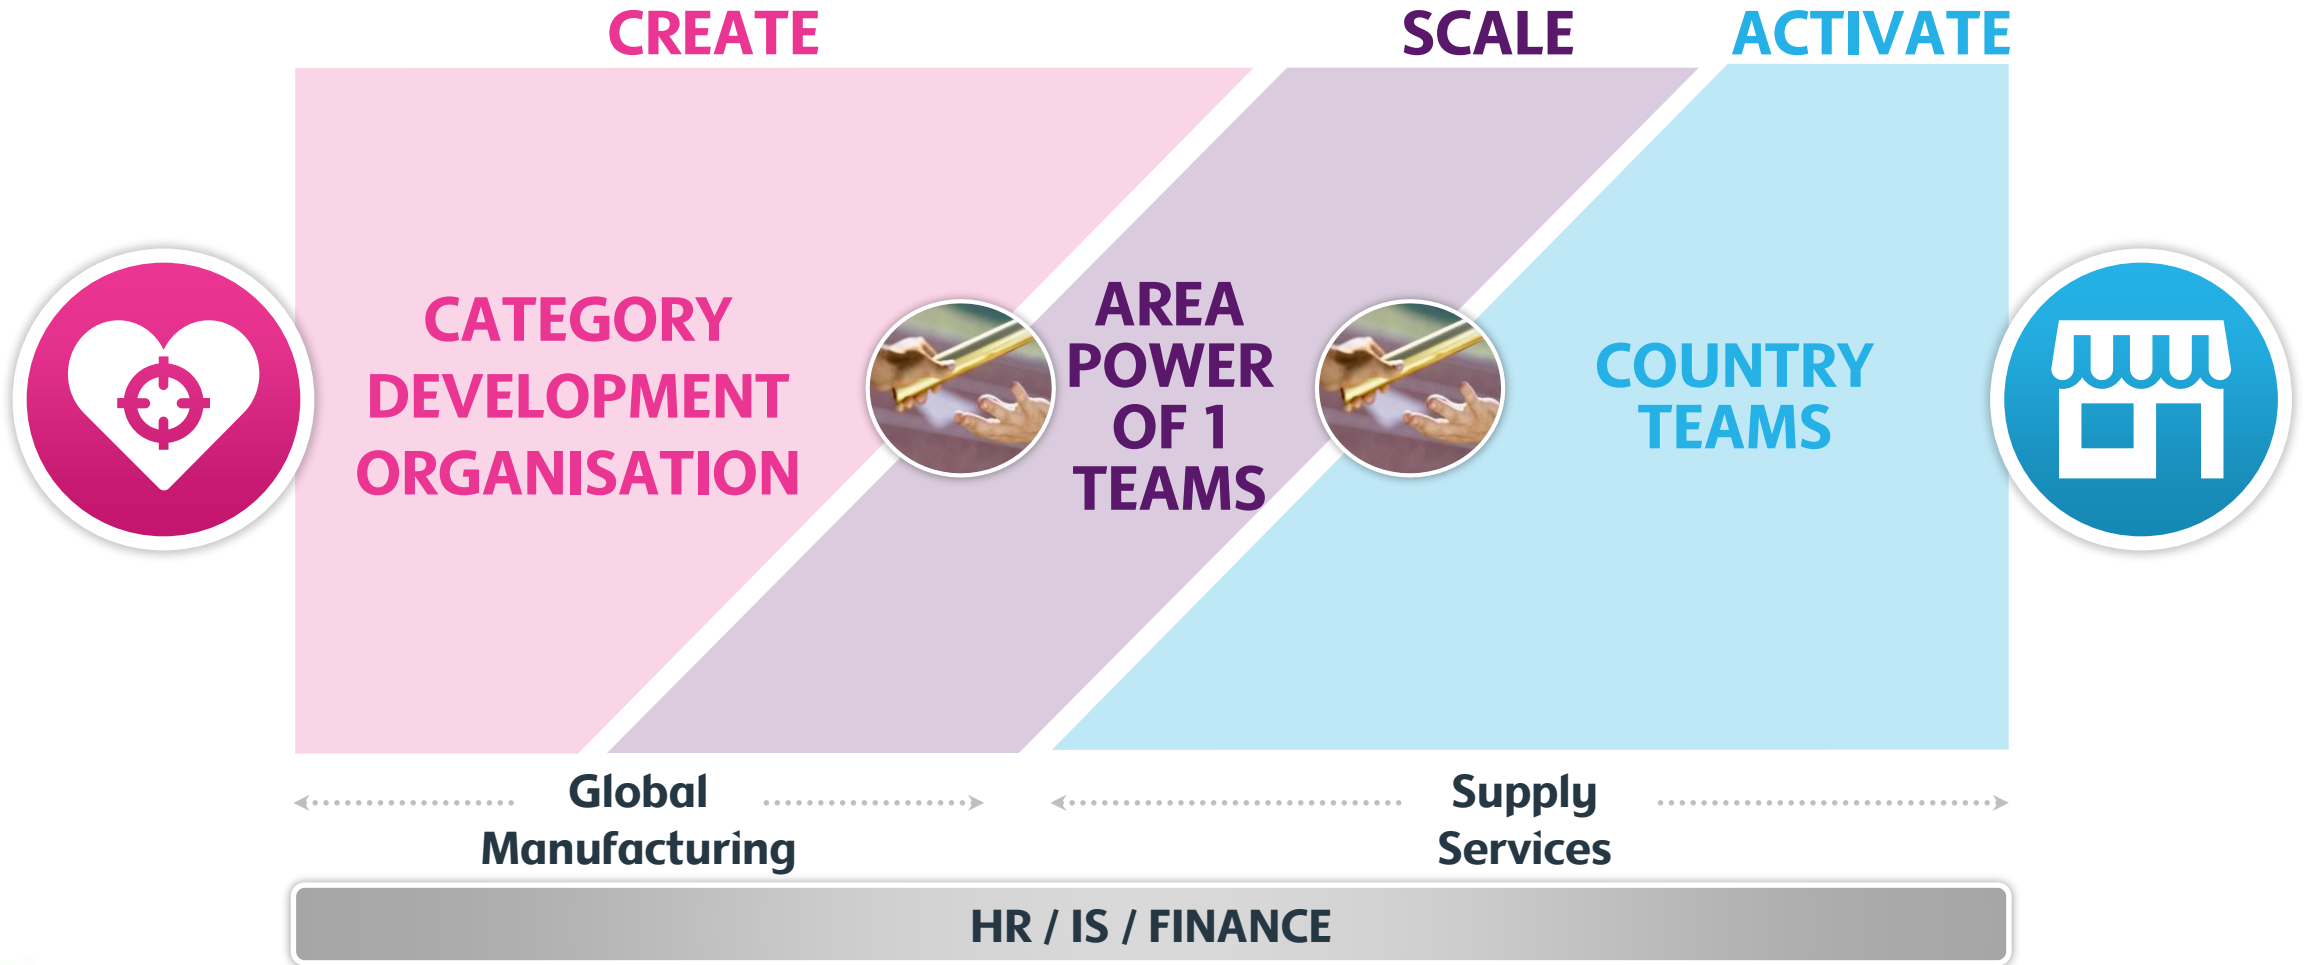 CREATE
SCALE
ACTIVATE
CATEGORY
DEVELOPMENT
ORGANISATION
AREA
POWER
OF 1
TEAMS
COUNTRY
TEAMS
Global
Manufacturing
Supply
Services
HR / IS / FINANCE